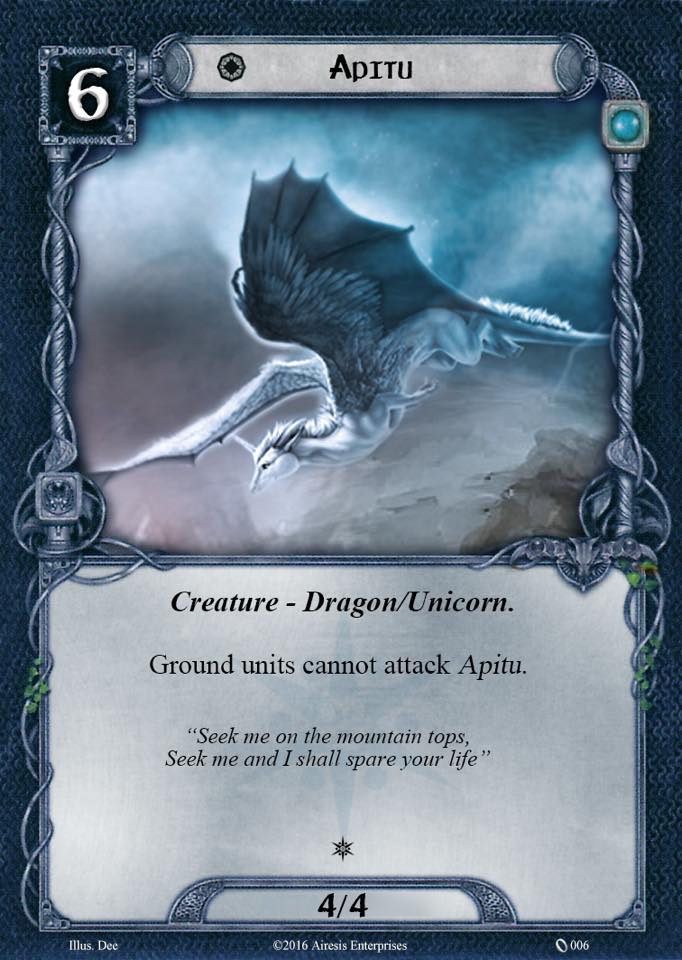 6
Apitu
Creature - Dragon/Unicorn.
Ground units cannot attack Apitu.
“Seek me on the mountain tops,
Seek me and I shall spare your life”
4/4
Illus. Dee
©2016 Airesis Enterprises
006